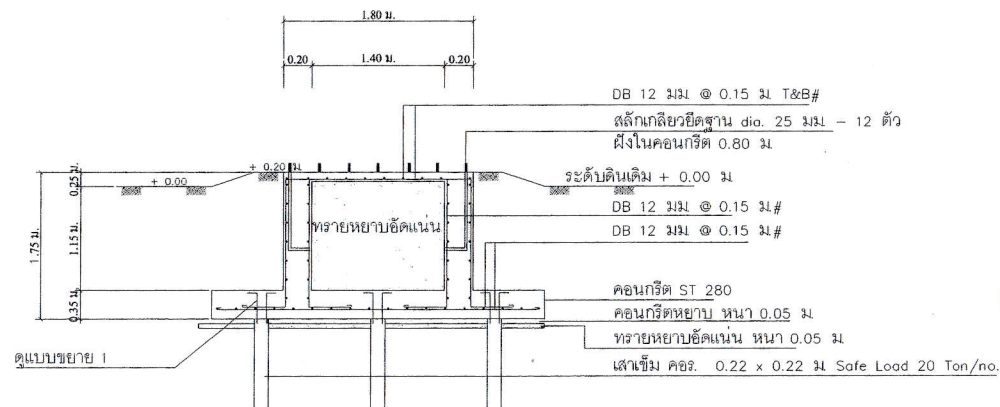 1.80 ม.
0.20 1.40 ม. 0.20
DB 12 มม. @ 0.15 ม. T&B#
สลักเกลียวยึดฐาน dia. 25 มม. - 12 ตัว
ฝังในคอนกรีต 0.80 ม.
+ 0.20 ม.
+ 0.00
ระดับดินเดิม + 0.00 ม.
0.25 ม.
1.15 ม.
1.75 ม.
0.35 ม.
ทรายหยาบอัดแน่น
DB 12 มม @ 0.15 ม.#
DB 12 มม @ 0.15 ม.#
คอนกรีต ST 280
คอนกรีตหยาบ หนา 0.05 ม.
ทรายหยาบอัดแน่น หนา 0.05 ม.
ดูแบบขยาย 1
เสาเข็ม คอร. 0.22 x 0.22 ม. Safe Load 20 Ton/no.